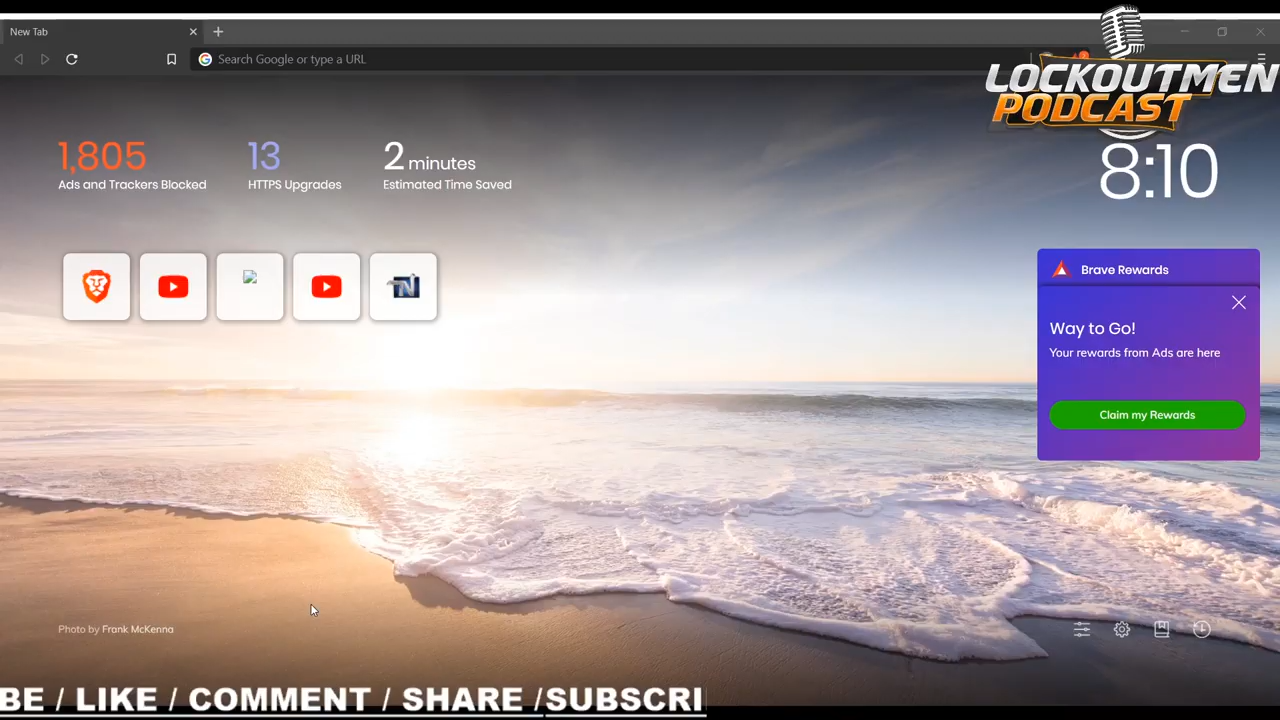 New Tab
Search Google or type a URL
LOCKOUTMEN
PODCAST
1,805
Ads and Trackers Blocked
13
HTTPS Upgrades
2 minutes
Estimated Time Saved
8:10
Brave Rewards
Way to Go!
Your rewards from Ads are here
Claim my Rewards
Photo by Frank McKenna
BE / LIKE / COMMENT / SHARE /SUBSCRI